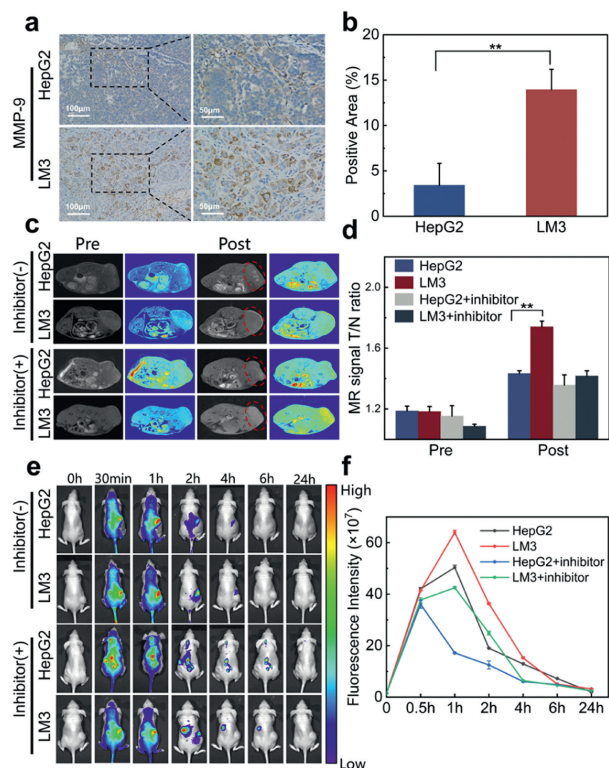 a
MMP-9
HepG2
LM3
100μm
50μm
100μm
50μm
b
Positive Area (%)
20
15
10
5
0
**
HepG2
LM3
c
Pre
Post
Inhibitor(-)
HepG2
LM3
Inhibitor(+)
HepG2
LM3
d
MR signal T/N ratio
HepG2
LM3
HepG2+inhibitor
LM3+inhibitor
2.0
1.8
1.6
1.4
1.2
**
Pre
Post
e
0h 30min 1h 2h 4h 6h 24h
Inhibitor(-)
HepG2
LM3
Inhibitor(+)
HepG2
LM3
High
Low
f
Fluorescence Intensity (×10⁷)
60
40
20
0
HepG2
LM3
HepG2+inhibitor
LM3+inhibitor
0 0.5h 1h 2h 4h 6h 24h